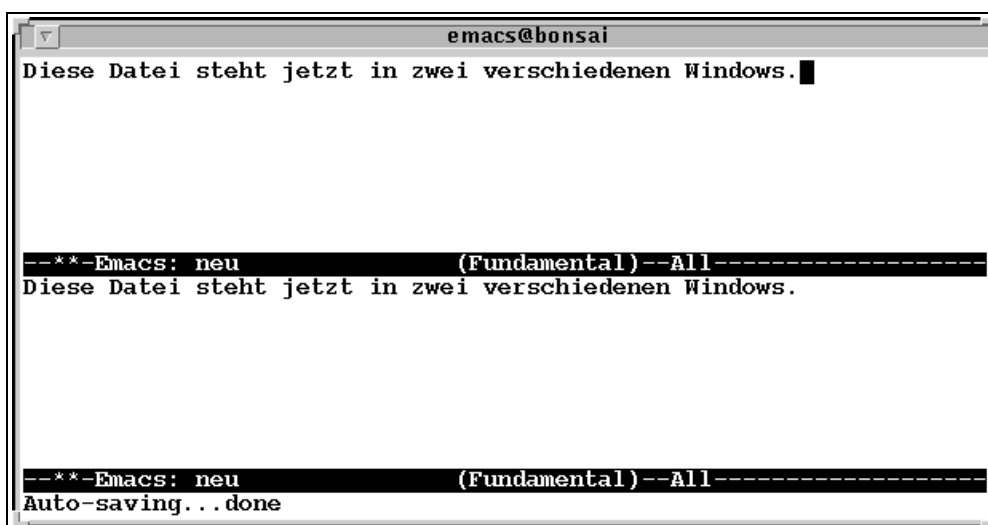 emacs@bonsai
Diese Datei steht jetzt in zwei verschiedenen Windows.
--**-Emacs: neu (Fundamental)--All-------------------
Diese Datei steht jetzt in zwei verschiedenen Windows.
--**-Emacs: neu (Fundamental)--All-------------------
Auto-saving...done